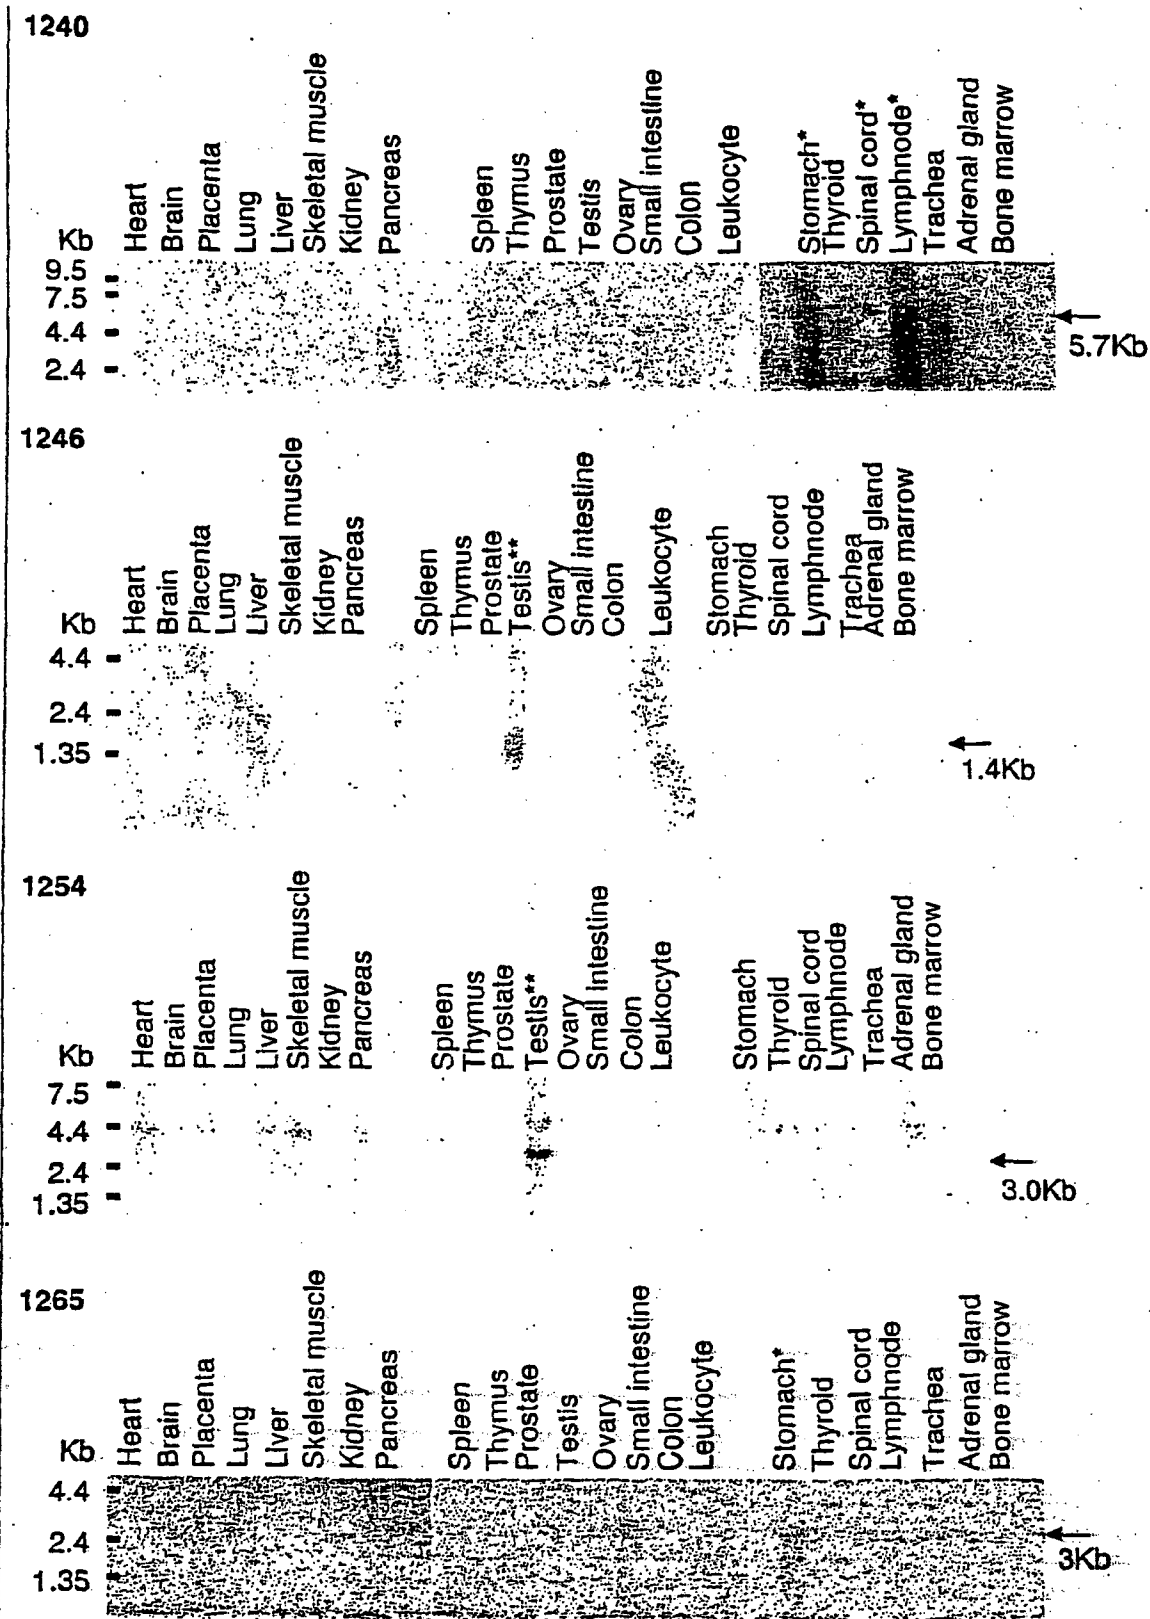 1240
Heart Brain Placenta Lung Liver Skeletal muscle Kidney Pancreas Spleen Thymus Prostate Testis Ovary Small intestine Colon Leukocyte Stomach* Thyroid Spinal cord* Lymphnode* Trachea Adrenal gland Bone marrow
Kb
9.5
7.5
4.4
2.4
5.7Kb
1246
Heart Brain Placenta Lung Liver Skeletal muscle Kidney Pancreas Spleen Thymus Prostate Testis** Ovary Small intestine Colon Leukocyte Stomach Thyroid Spinal cord Lymphnode Trachea Adrenal gland Bone marrow
Kb
4.4
2.4
1.35
1.4Kb
1254
Heart Brain Placenta Lung Liver Skeletal muscle Kidney Pancreas Spleen Thymus Prostate Testis** Ovary Small Intestine Colon Leukocyte Stomach Thyroid Spinal cord Lymphnode Trachea Adrenal gland Bone marrow
Kb
7.5
4.4
2.4
1.35
3.0Kb
1265
Heart Brain Placenta Lung Liver Skeletal muscle Kidney Pancreas Spleen Thymus Prostate Testis Ovary Small intestine Colon Leukocyte Stomach* Thyroid Spinal cord Lymphnode Trachea Adrenal gland Bone marrow
Kb
4.4
2.4
1.35
3Kb